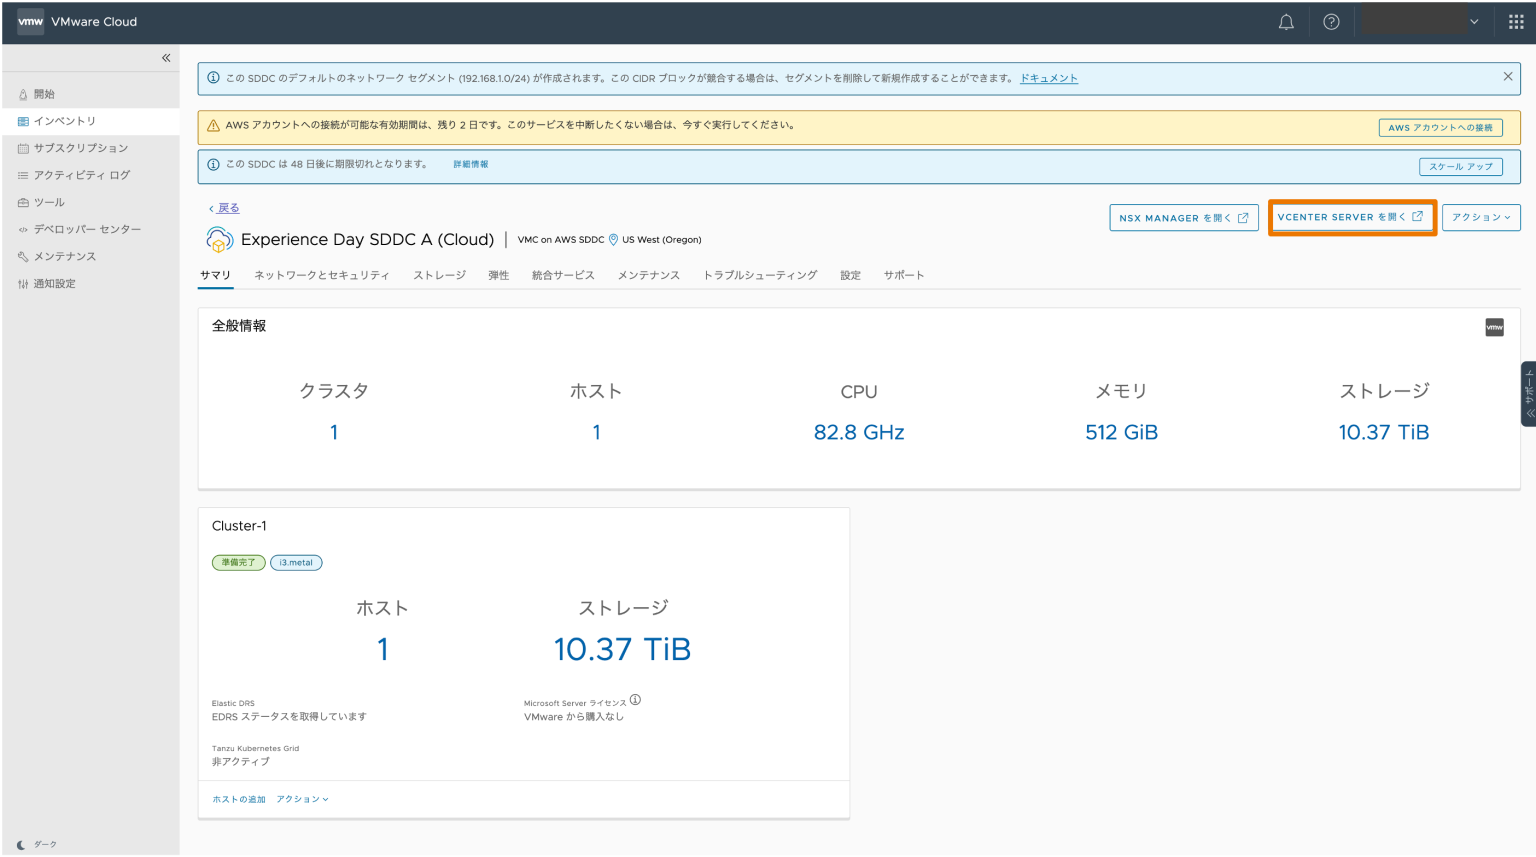 vmw VMware Cloud
開始
インベントリ
サブスクリプション
アクティビティ ログ
ツール
デベロッパー センター
メンテナンス
通知設定
ダーク
この SDDC のデフォルトのネットワーク セグメント (192.168.1.0/24) が作成されます。この CIDR ブロックが競合する場合は、セグメントを削除して新規作成することができます。 ドキュメント
AWS アカウントへの接続が可能な有効期間は、残り 2 日です。このサービスを中断したくない場合は、今すぐ実行してください。 AWS アカウントへの接続
この SDDC は 48 日後に期限切れとなります。 詳細情報 スケール アップ
戻る
NSX MANAGER を開く VCENTER SERVER を開く アクション
Experience Day SDDC A (Cloud) VMC on AWS SDDC US West (Oregon)
サマリ ネットワークとセキュリティ ストレージ 弾性 統合サービス メンテナンス トラブルシューティング 設定 サポート
全般情報 vmw
クラスタ ホスト CPU メモリ ストレージ
1 1 82.8 GHz 512 GiB 10.37 TiB
サポート
Cluster-1
準備完了 i3.metal
ホスト ストレージ
1 10.37 TiB
Elastic DRS Microsoft Server ライセンス
EDRS ステータスを取得しています VMware から購入なし
Tanzu Kubernetes Grid
非アクティブ
ホストの追加 アクション